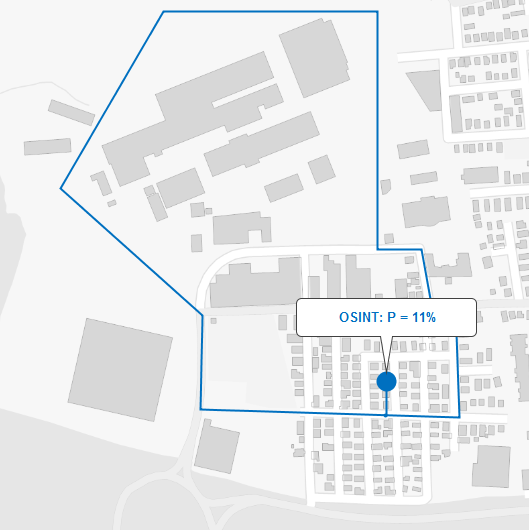 OSINT: P = 11%